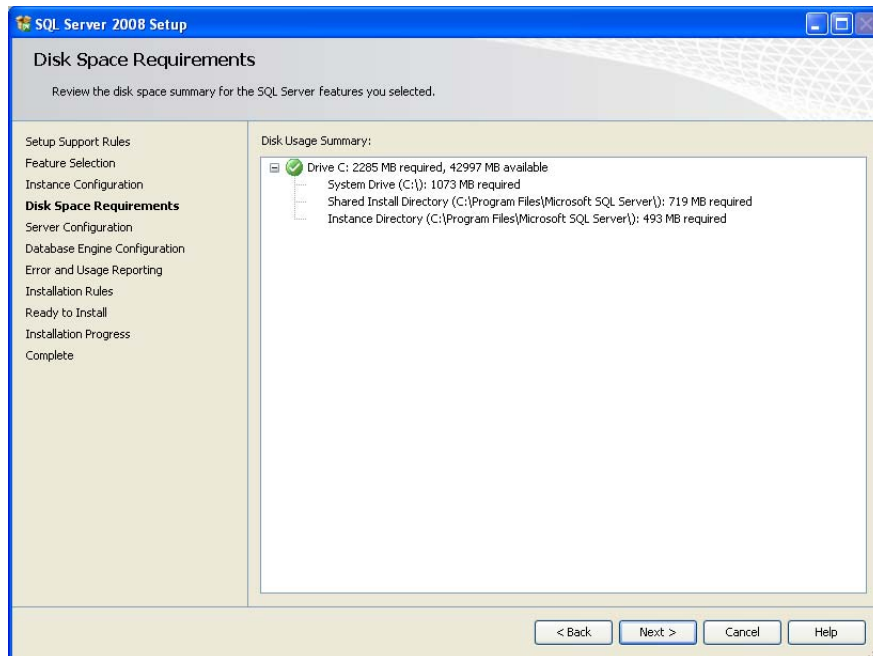 SQL Server 2008 Setup
Disk Space Requirements
Review the disk space summary for the SQL Server features you selected.
Setup Support Rules
Feature Selection
Instance Configuration
Disk Space Requirements
Server Configuration
Database Engine Configuration
Error and Usage Reporting
Installation Rules
Ready to Install
Installation Progress
Complete
Disk Usage Summary:
Drive C: 2285 MB required, 42997 MB available
System Drive (C:\): 1073 MB required
Shared Install Directory (C:\Program Files\Microsoft SQL Server\): 719 MB required
Instance Directory (C:\Program Files\Microsoft SQL Server\): 493 MB required
< Back Next > Cancel Help